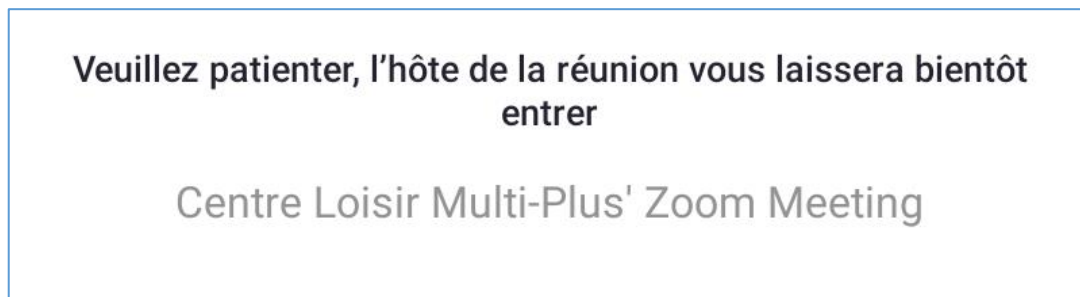 Veuillez patienter, l’hôte de la réunion vous laissera bientôt
entrer
Centre Loisir Multi-Plus' Zoom Meeting